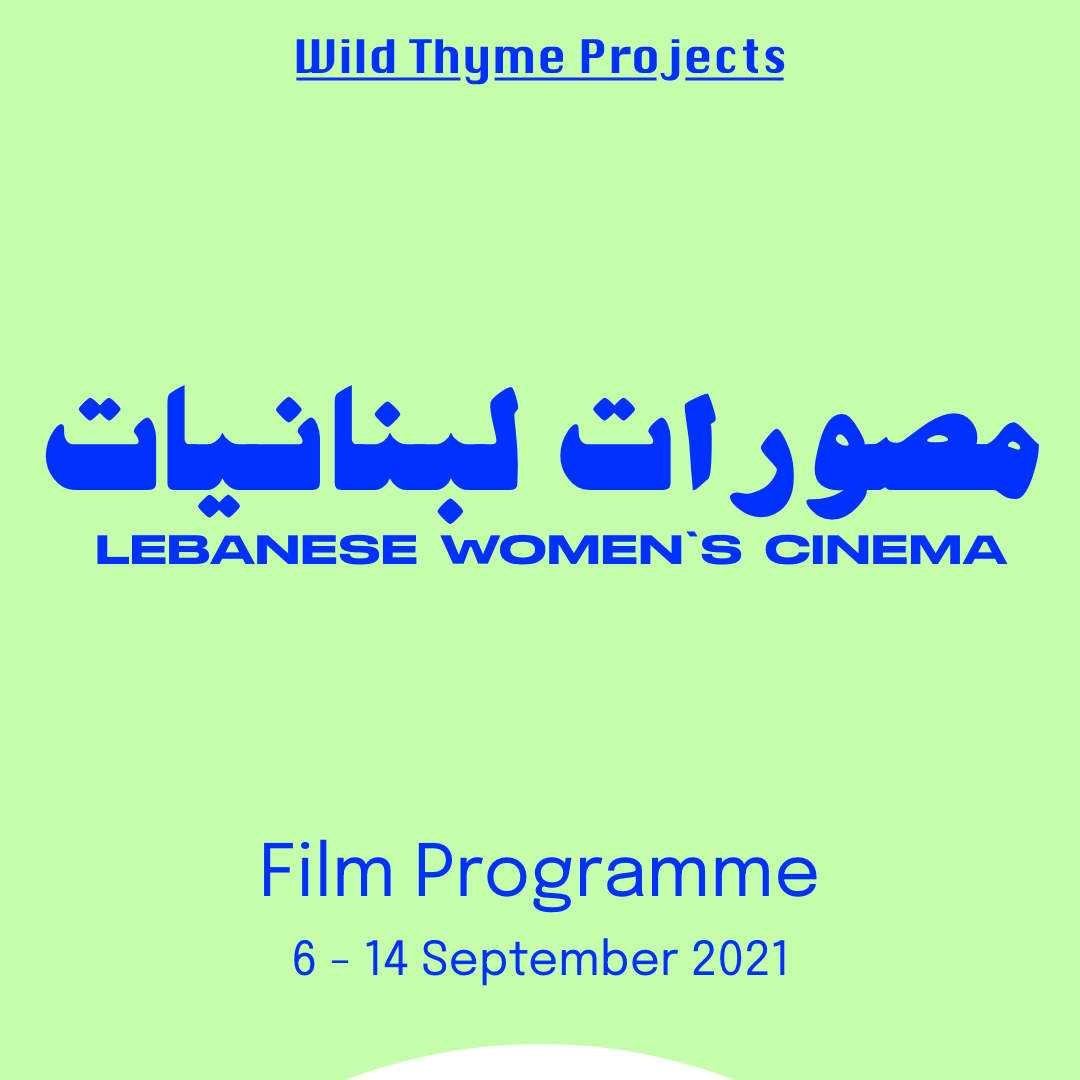 Wild Thyme Projects
مصورات لبنانيات
LEBANESE WOMEN`S CINEMA
Film Programme
6 – 14 September 2021